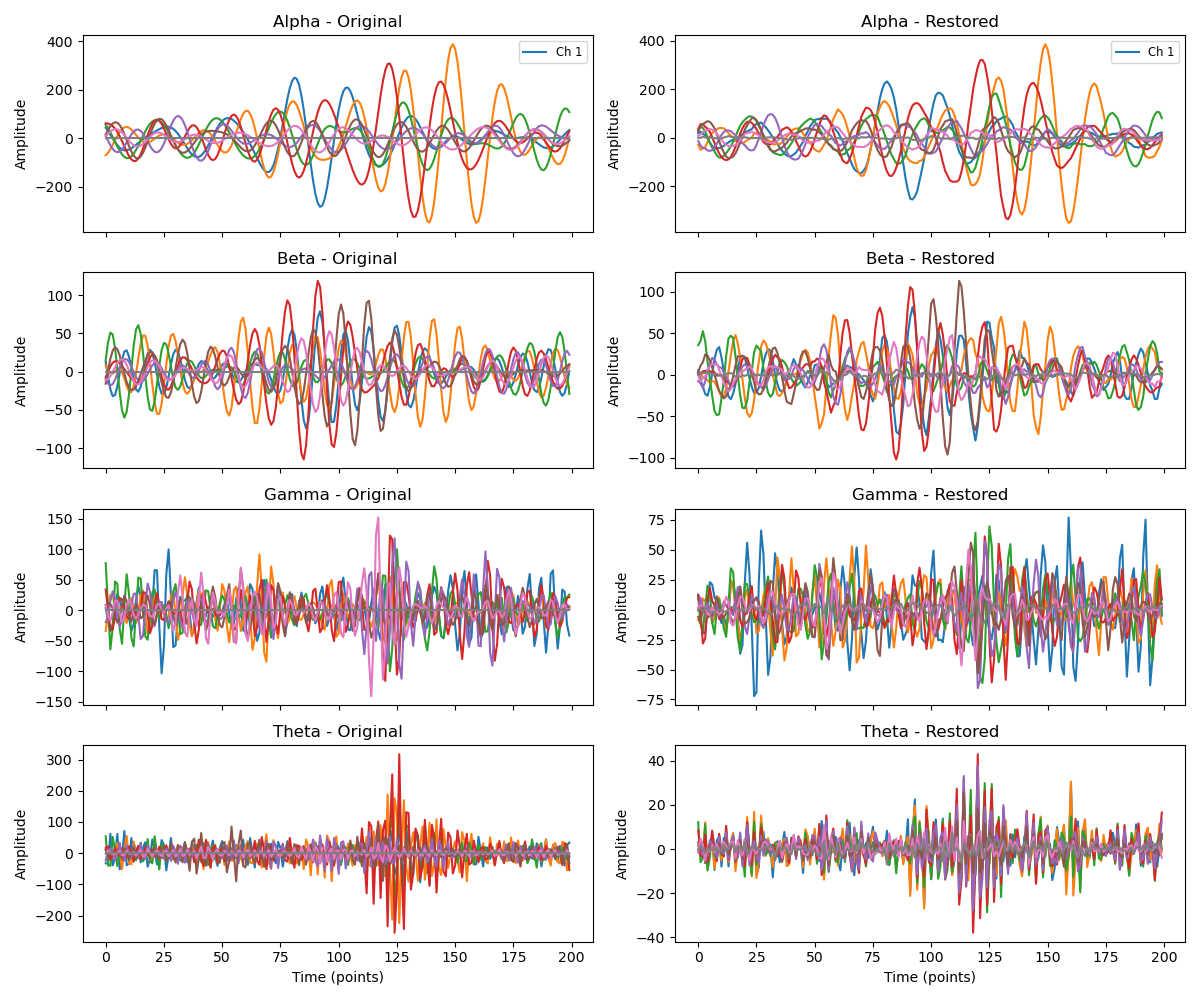 Alpha - Original
Alpha - Restored
Amplitude
400
200
0
−200
Ch 1
Amplitude
400
200
0
−200
Ch 1
Beta - Original
Beta - Restored
Amplitude
100
50
0
−50
−100
Amplitude
100
50
0
−50
−100
Gamma - Original
Gamma - Restored
Amplitude
150
100
50
0
−50
−100
−150
Amplitude
75
50
25
0
−25
−50
−75
Theta - Original
Theta - Restored
Amplitude
300
200
100
0
−100
−200
0 25 50 75 100 125 150 175 200
Time (points)
Amplitude
40
20
0
−20
−40
0 25 50 75 100 125 150 175 200
Time (points)